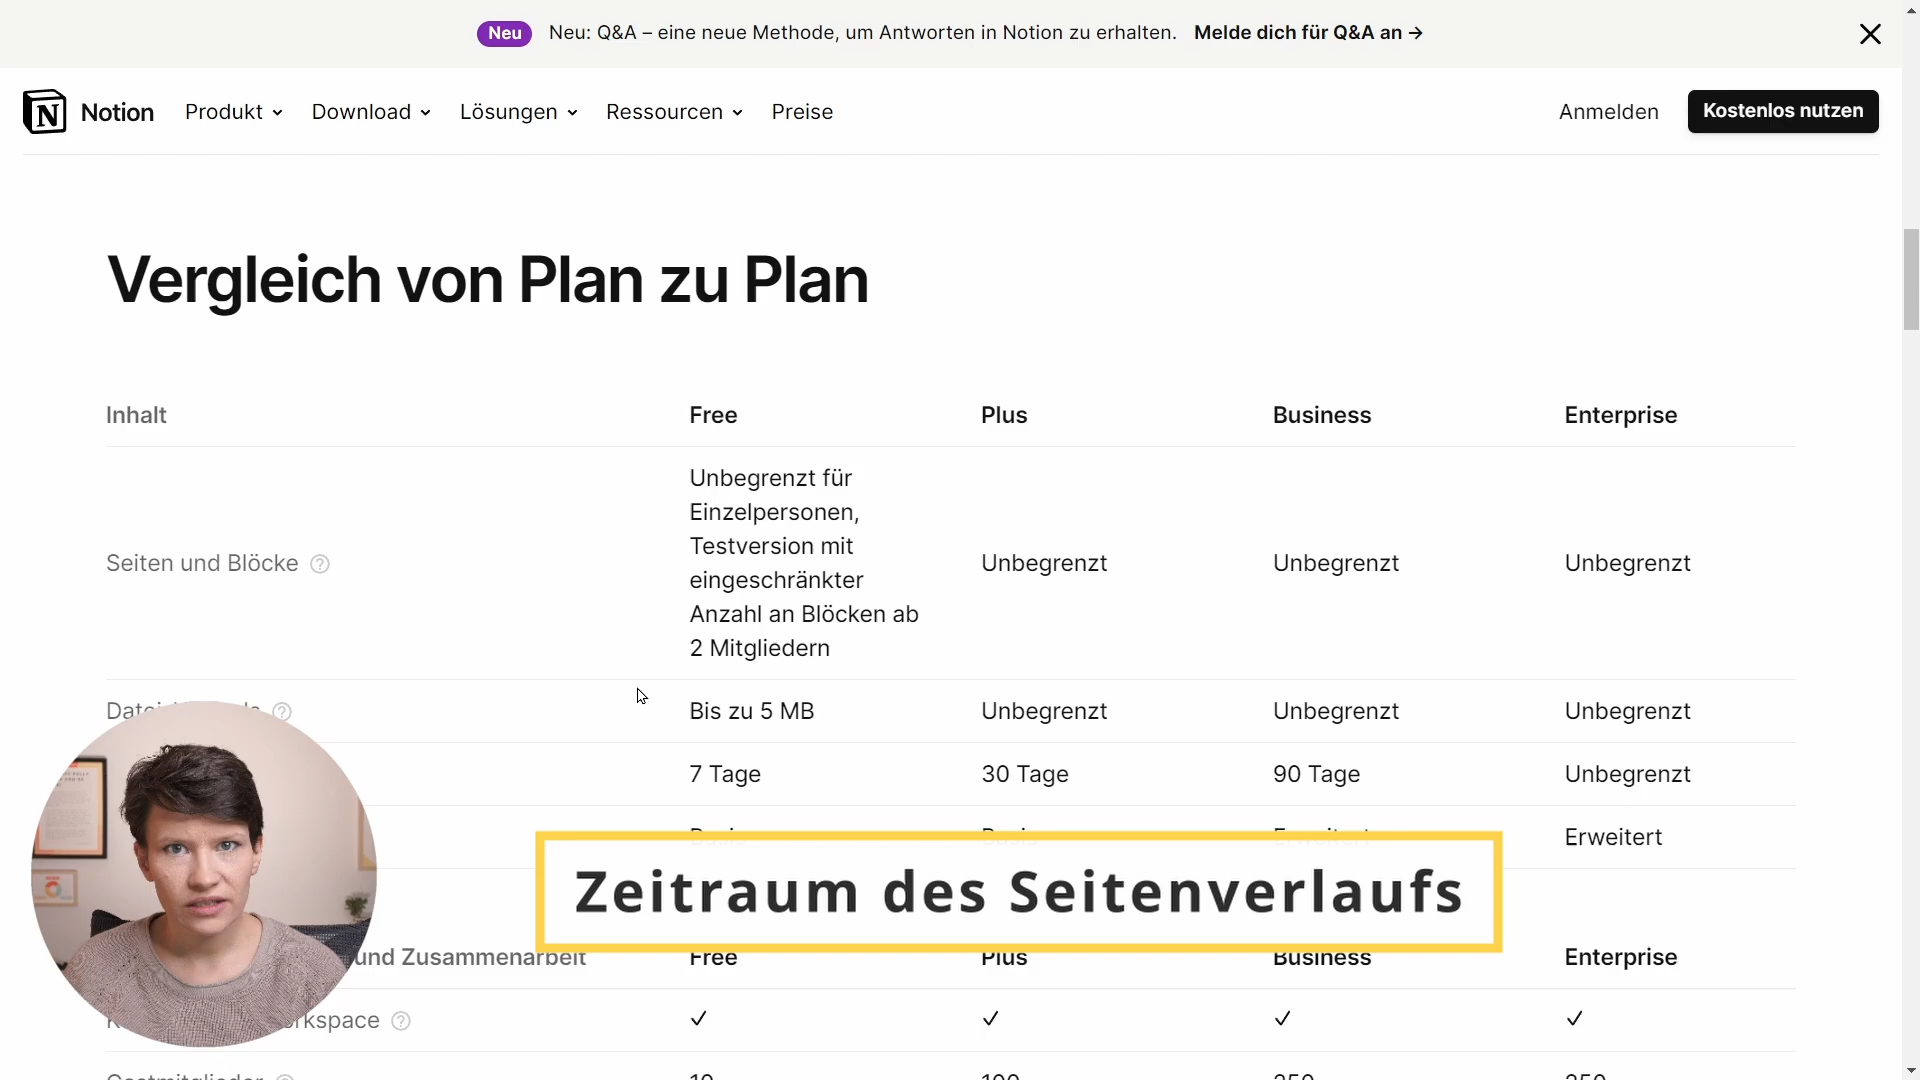 Neu Neu: Q&A – eine neue Methode, um Antworten in Notion zu erhalten. Melde dich für Q&A an →
Notion Produkt Download Lösungen Ressourcen Preise Anmelden Kostenlos nutzen
Vergleich von Plan zu Plan
Inhalt Free Plus Business Enterprise
Unbegrenzt für
Einzelpersonen,
Testversion mit
Seiten und Blöcke Unbegrenzt Unbegrenzt Unbegrenzt
eingeschränkter
Anzahl an Blöcken ab
2 Mitgliedern
Bis zu 5 MB Unbegrenzt Unbegrenzt Unbegrenzt
7 Tage 30 Tage 90 Tage Unbegrenzt
Erweitert
Zeitraum des Seitenverlaufs
und Zusammenarbeit Free Plus Business Enterprise
✓ ✓ ✓ ✓